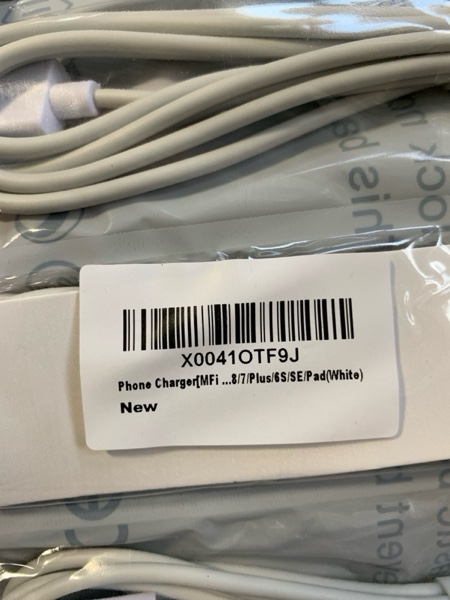 X0041OTF9J
Phone Charger[MFi ...8/7/Plus/6S/SE/Pad(White)
New